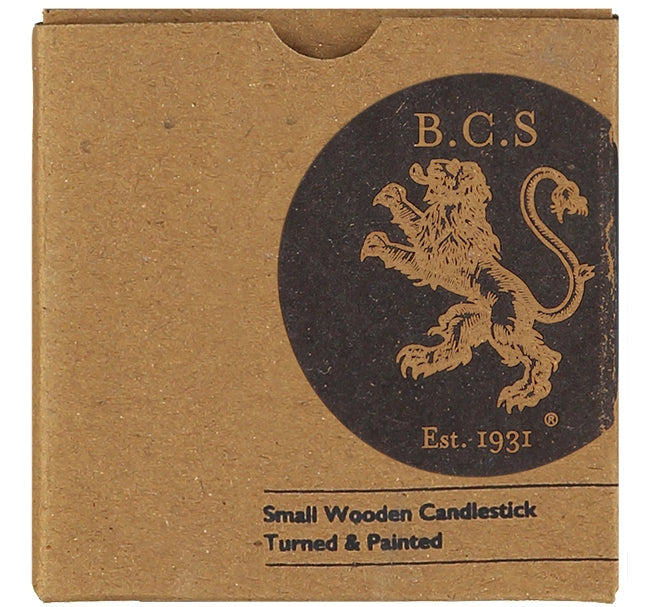 B.C.S
Est. 1931
®
Small Wooden Candlestick
Turned & Painted